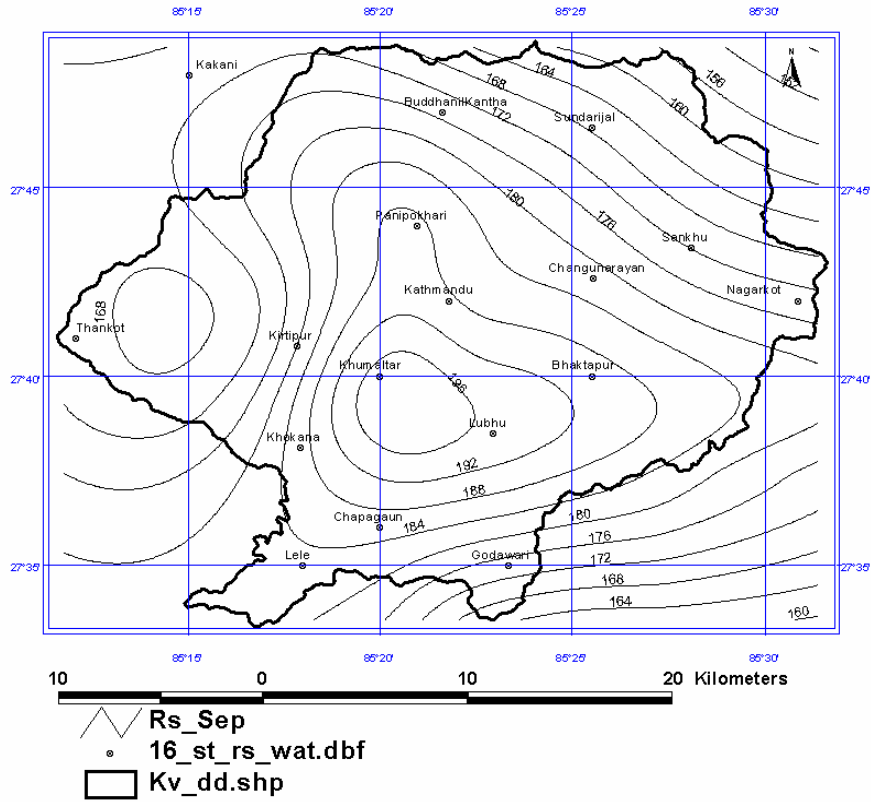 85°15' 85°20' 85°25' 85°30'
Kakani
N
164
168
156
152
160
BuddhanilKantha
172
Sundarijal
27°45' 27°45'
180
176
Panipokhari
Sankhu
Changunarayan
Kathmandu
Nagarkot
168
Thankot
Kirtipur
Khumaltar
Bhaktapur
27°40' 27°40'
196
Lubhu
Khokana
192
188
Chapagaun
184
180
176
Lele
Godawari
172
27°35' 27°35'
168
164
160
85°15' 85°20' 85°25' 85°30'
10 0 10 20 Kilometers
Rs_Sep
16_st_rs_wat.dbf
Kv_dd.shp